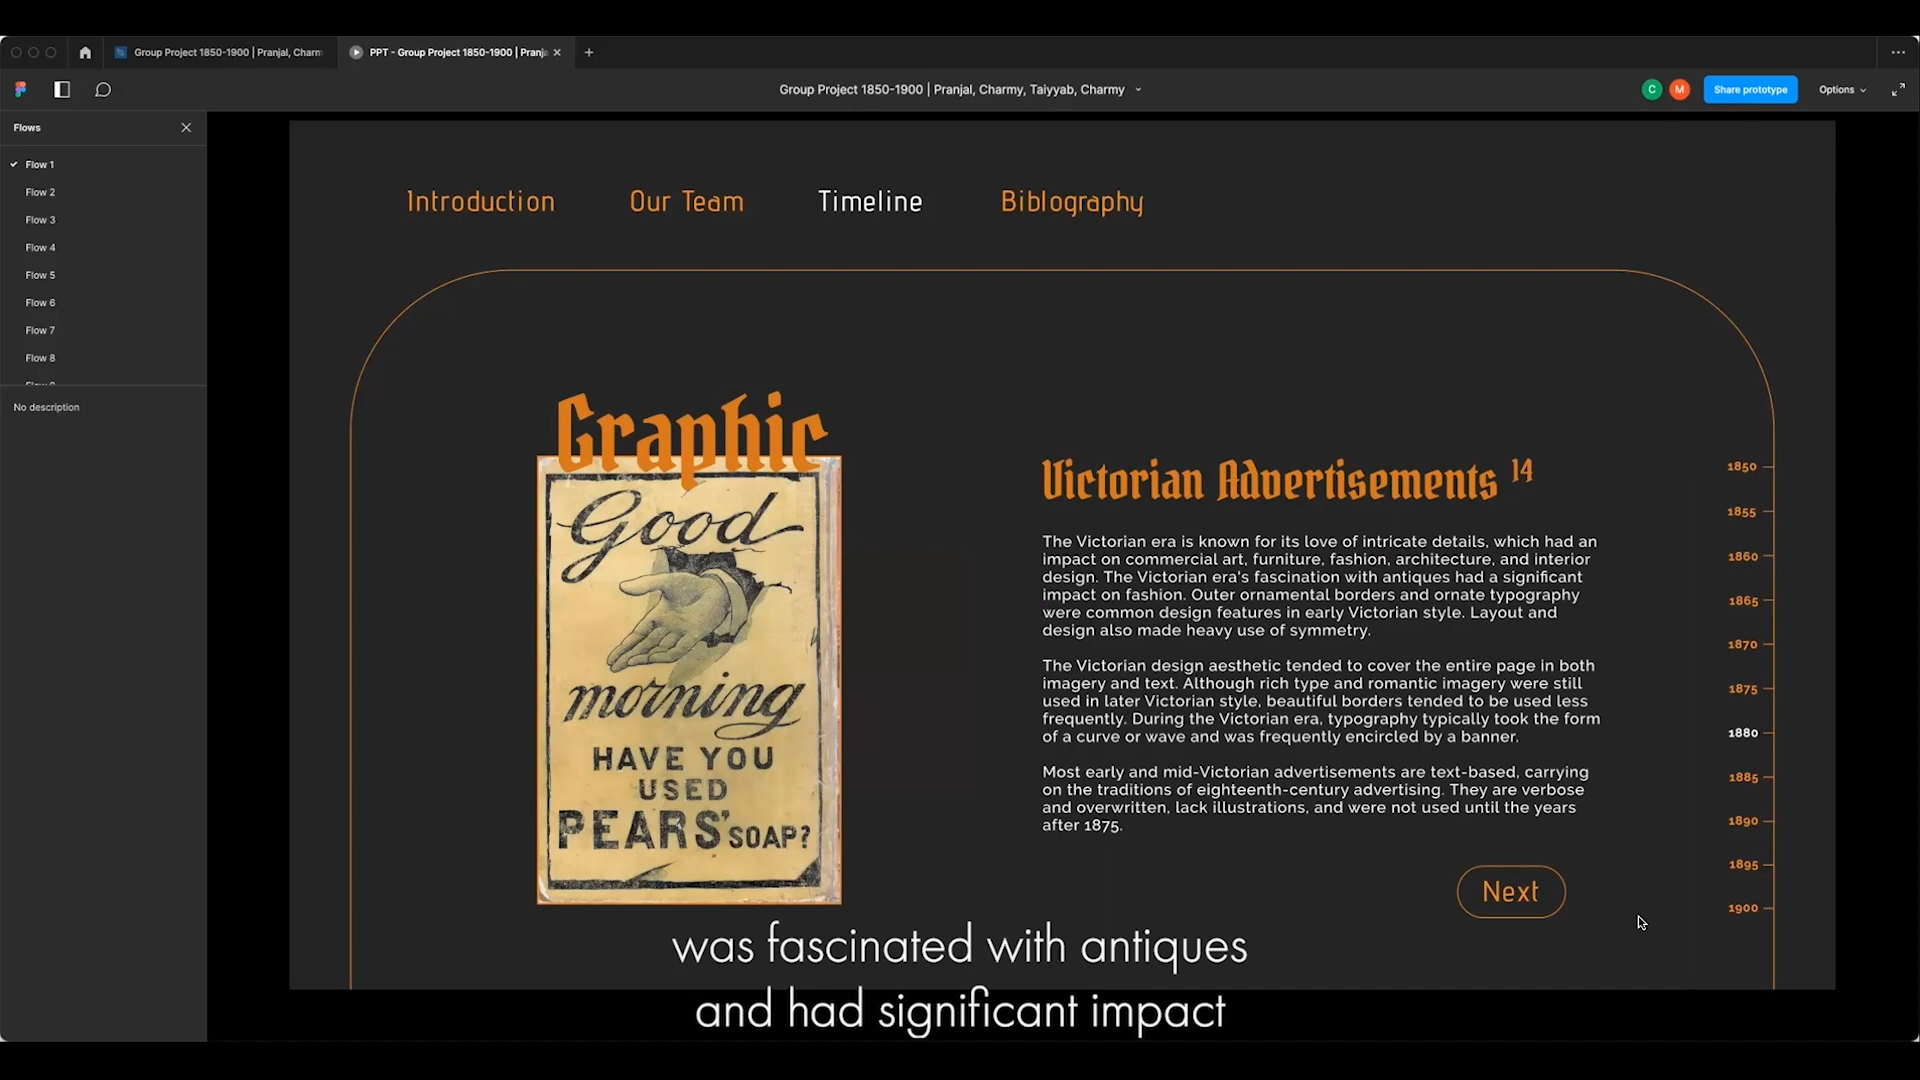 Group Project 1850-1900 | Pranjal, Charm
PPT - Group Project 1850-1900 | Pranja
Group Project 1850-1900 | Pranjal, Charmy, Taiyyab, Charmy
C
M
Share prototype
Options
Flows
Flow 1
Flow 2
Flow 3
Flow 4
Flow 5
Flow 6
Flow 7
Flow 8
No description
Introduction
Our Team
Timeline
Biblography
Graphic
Good
morning
HAVE YOU
USED
PEARS' SOAP?
Victorian Advertisements 14
The Victorian era is known for its love of intricate details, which had an
impact on commercial art, furniture, fashion, architecture, and interior
design. The Victorian era's fascination with antiques had a significant
impact on fashion. Outer ornamental borders and ornate typography
were common design features in early Victorian style. Layout and
design also made heavy use of symmetry.
The Victorian design aesthetic tended to cover the entire page in both
imagery and text. Although rich type and romantic imagery were still
used in later Victorian style, beautiful borders tended to be used less
frequently. During the Victorian era, typography typically took the form
of a curve or wave and was frequently encircled by a banner.
Most early and mid-Victorian advertisements are text-based, carrying
on the traditions of eighteenth-century advertising. They are verbose
and overwritten, lack illustrations, and were not used until the years
after 1875.
Next
1850
1855
1860
1865
1870
1875
1880
1885
1890
1895
1900
was fascinated with antiques
and had significant impact